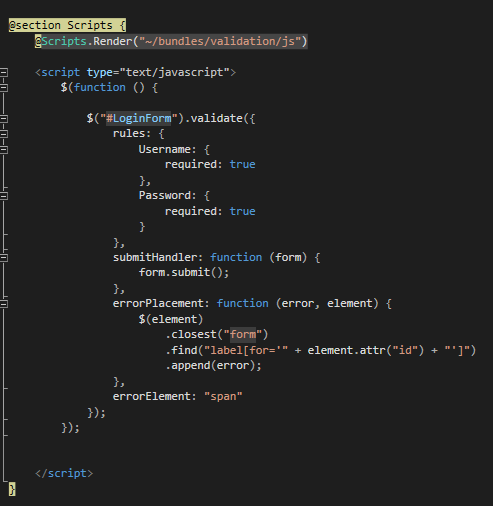 @section Scripts {
    @Scripts.Render("~/bundles/validation/js")
    <script type="text/javascript">
        $(function () {
            $("#LoginForm").validate({
                rules: {
                    Username: {
                        required: true
                    },
                    Password: {
                        required: true
                    }
                },
                submitHandler: function (form) {
                    form.submit();
                },
                errorPlacement: function (error, element) {
                    $(element)
                        .closest("form")
                        .find("label[for='" + element.attr("id") + "']")
                        .append(error);
                },
                errorElement: "span"
            });
        });
    </script>
}